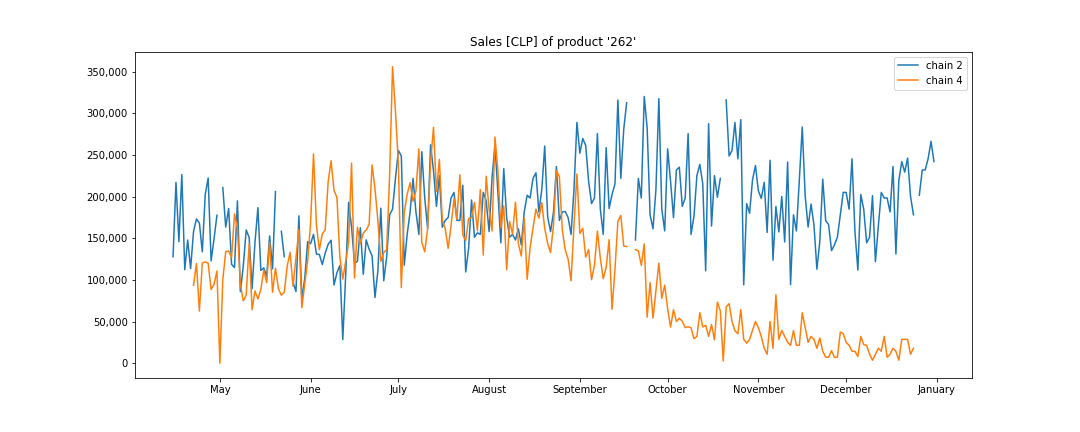 Sales [CLP] of product '262'
350,000
300,000
250,000
200,000
150,000
100,000
50,000
0
chain 2
chain 4
May June July August September October November December January